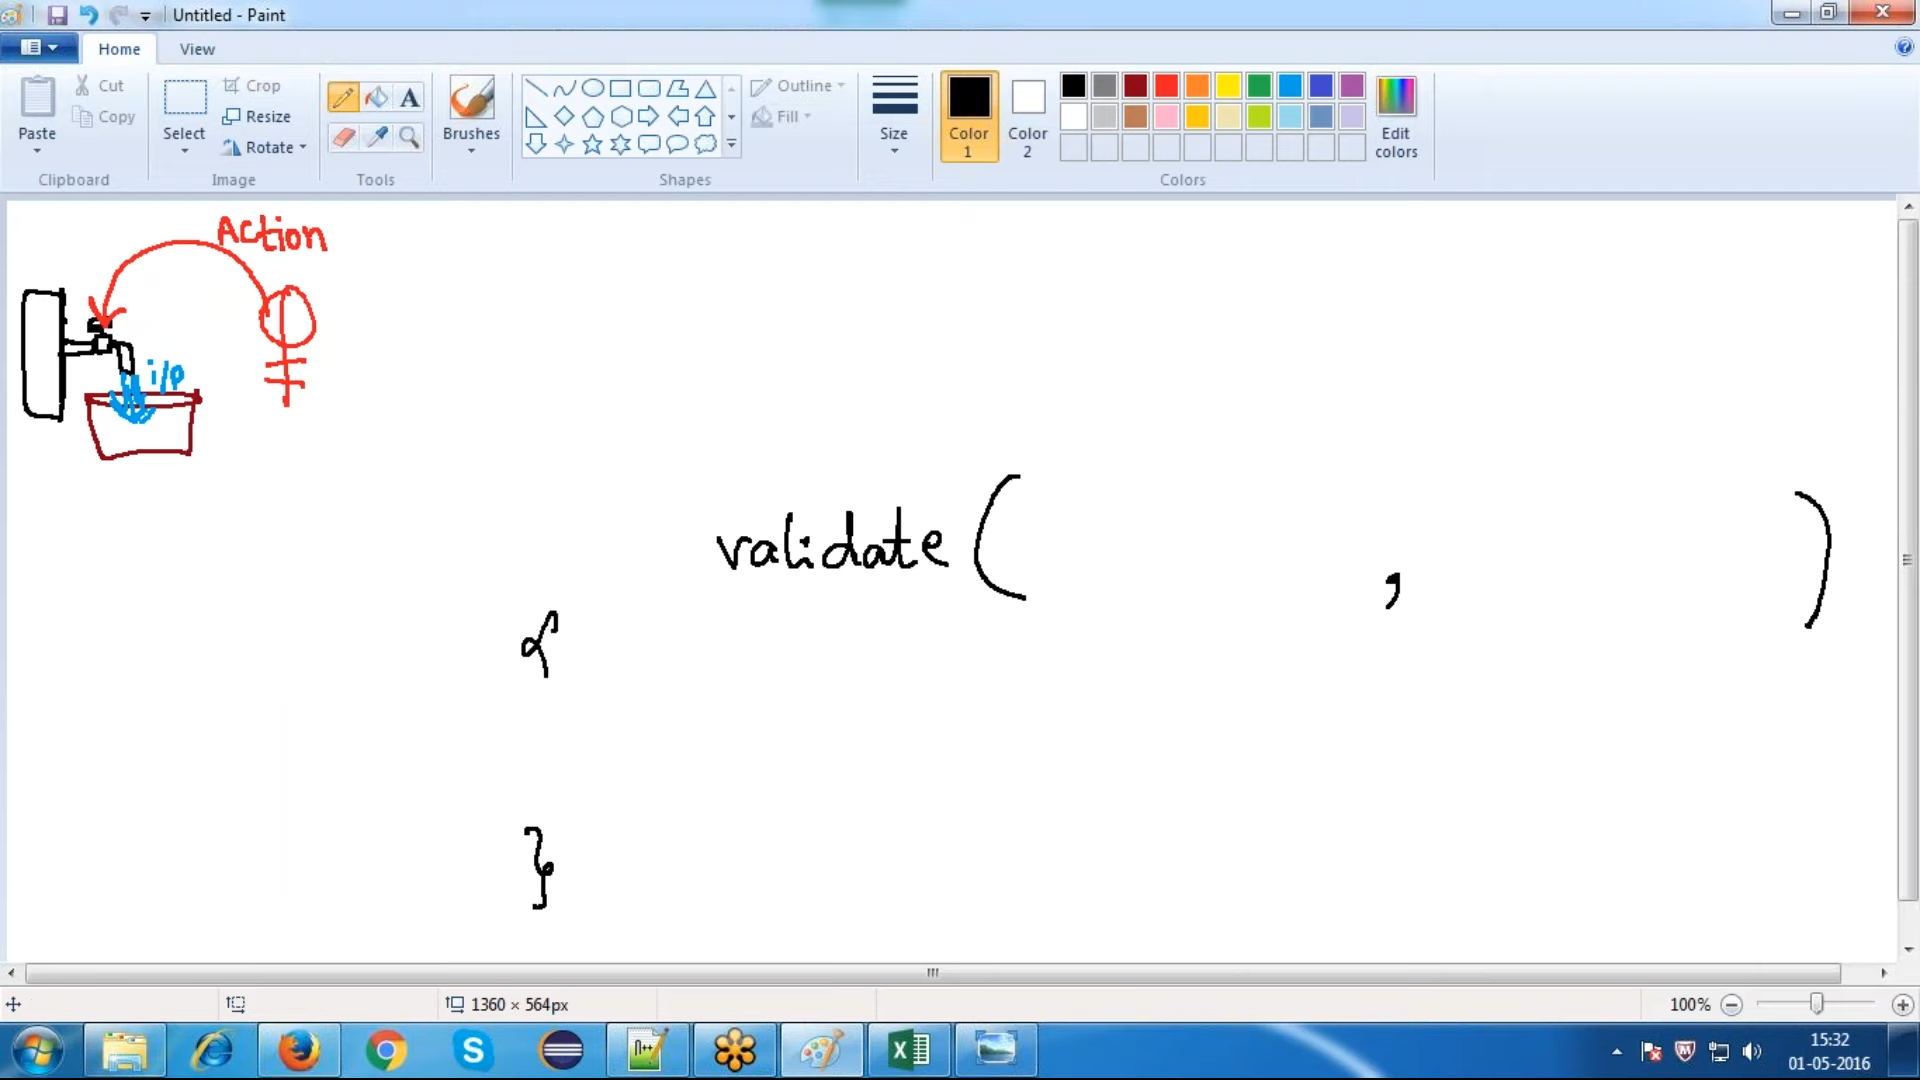 Untitled - Paint
Home View
Paste
Cut
Copy
Clipboard
Select
Crop
Resize
Rotate
Image
Tools
A
Brushes
Shapes
Outline
Fill
Size
Color 1
Color 2
Edit colors
Colors
Action
i/p
validate ( , )
{
}
1360 × 564px
100%
15:32
01-05-2016